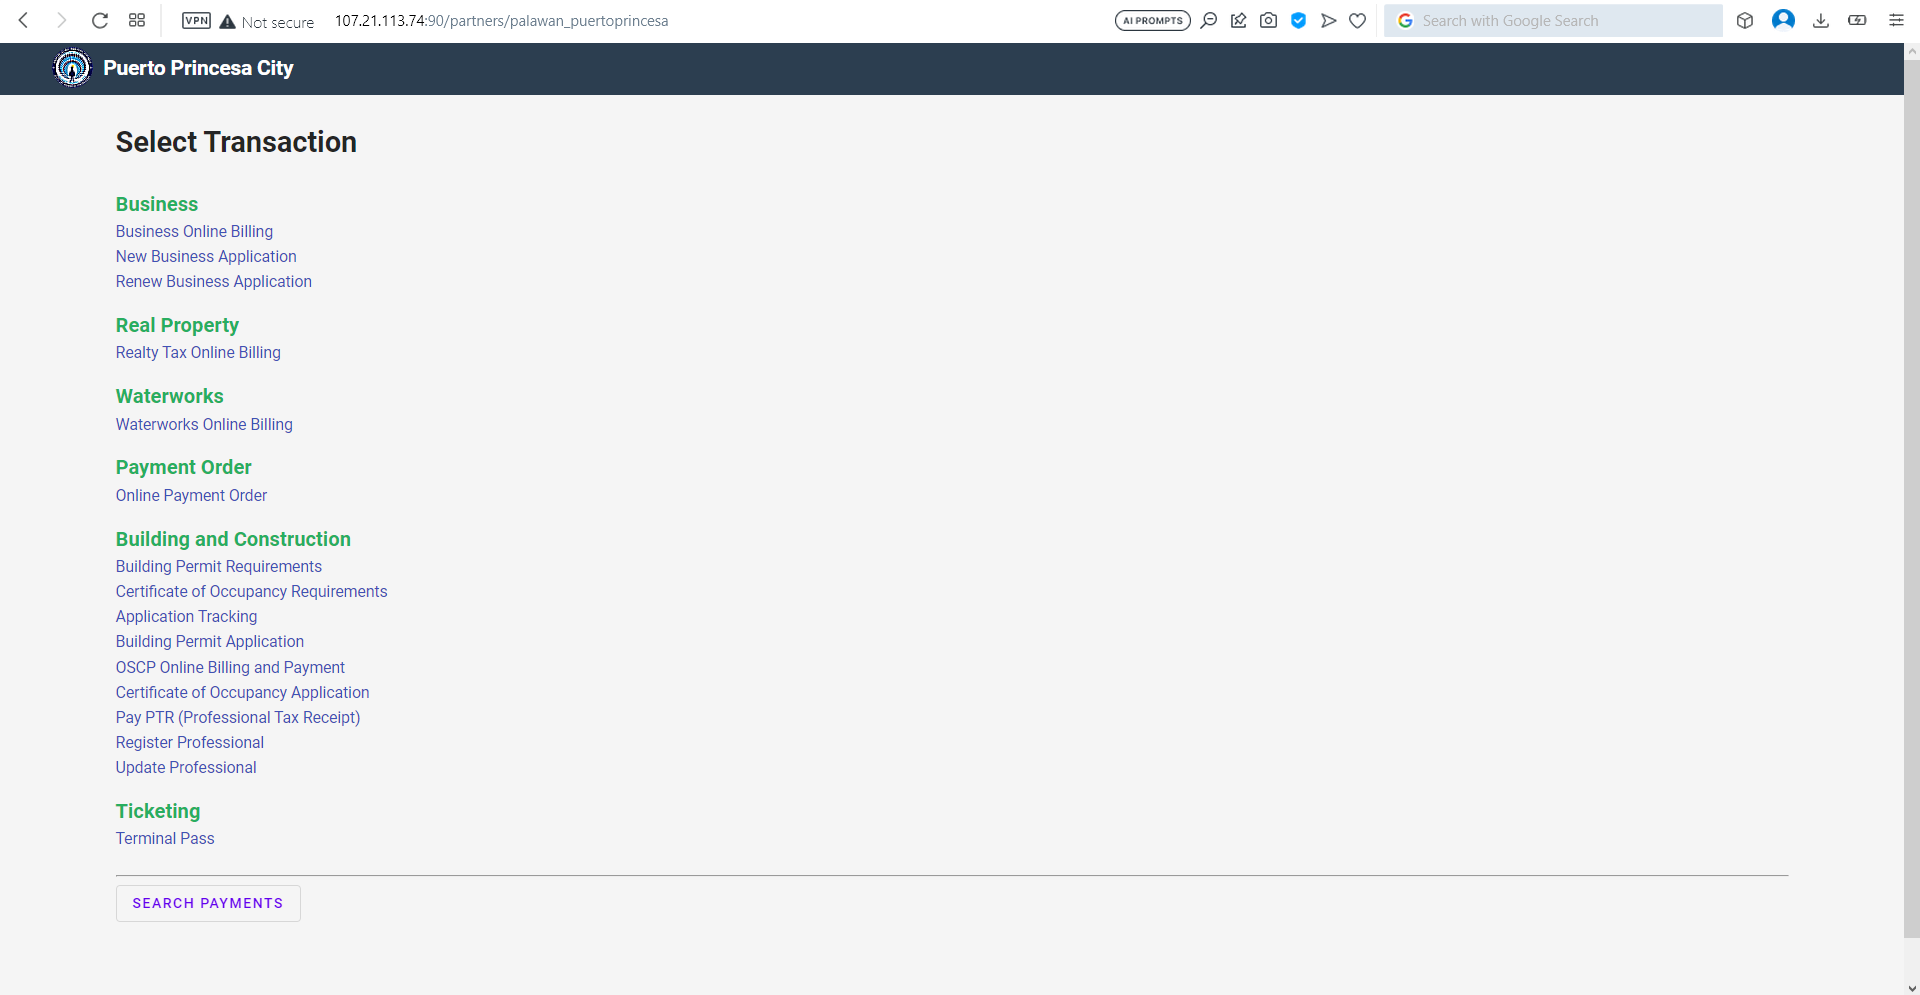 VPN Not secure 107.21.113.74:90/partners/palawan_puertoprincesa AI PROMPTS Search with Google Search
Puerto Princesa City
Select Transaction
Business
Business Online Billing
New Business Application
Renew Business Application
Real Property
Realty Tax Online Billing
Waterworks
Waterworks Online Billing
Payment Order
Online Payment Order
Building and Construction
Building Permit Requirements
Certificate of Occupancy Requirements
Application Tracking
Building Permit Application
OSCP Online Billing and Payment
Certificate of Occupancy Application
Pay PTR (Professional Tax Receipt)
Register Professional
Update Professional
Ticketing
Terminal Pass
SEARCH PAYMENTS